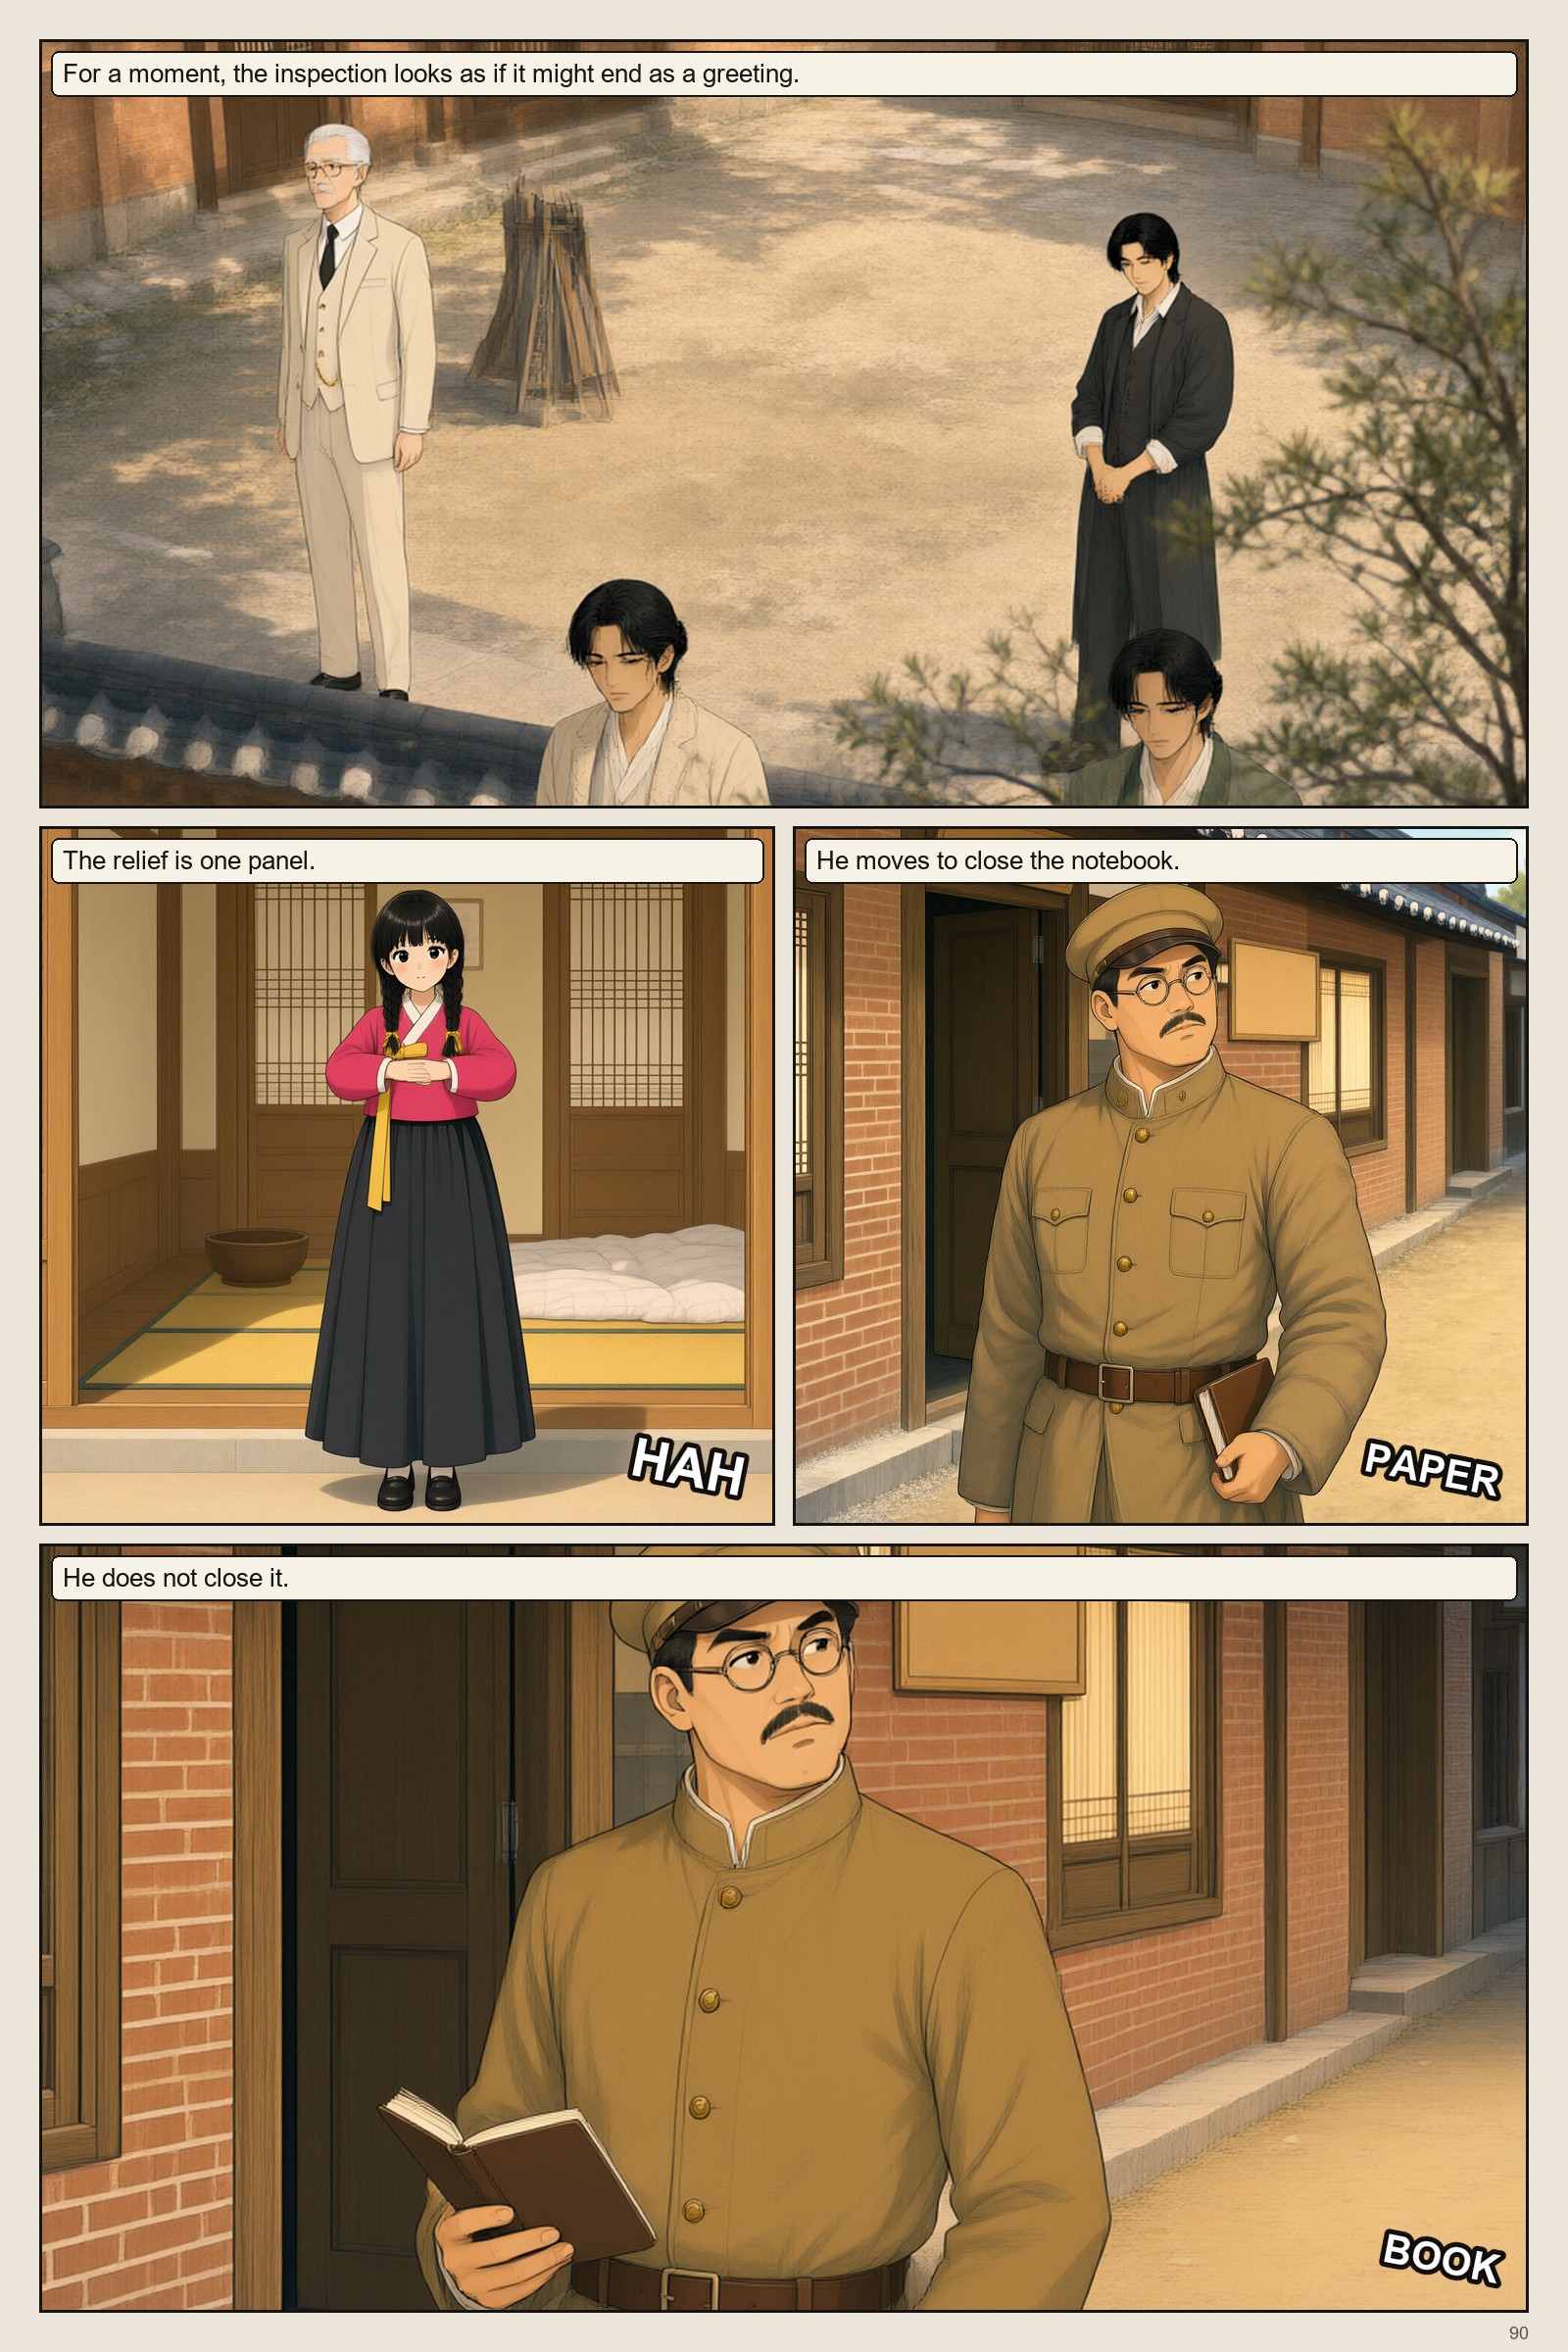 For a moment, the inspection looks as if it might end as a greeting.
The relief is one panel.
HAH
He moves to close the notebook.
PAPER
He does not close it.
BOOK
90